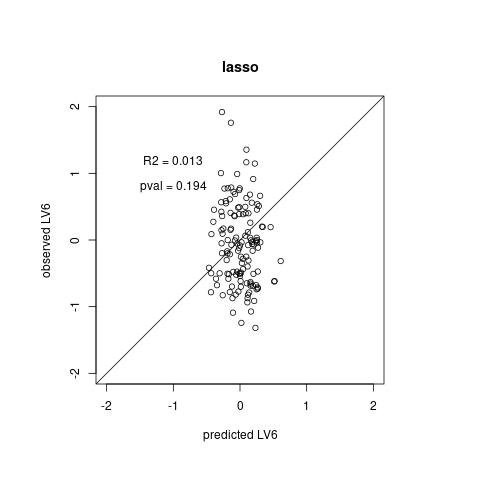 lasso
R2 = 0.013
pval = 0.194
observed LV6
2
1
0
-1
-2
-2 -1 0 1 2
predicted LV6